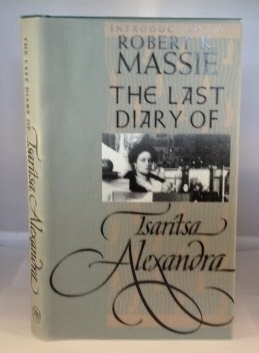 INTRODUCTION BY
ROBERT K.
MASSIE
THE LAST
DIARY OF
Tsaritsa
Alexandra
THE LAST DIARY OF
Tsaritsa Alexandra